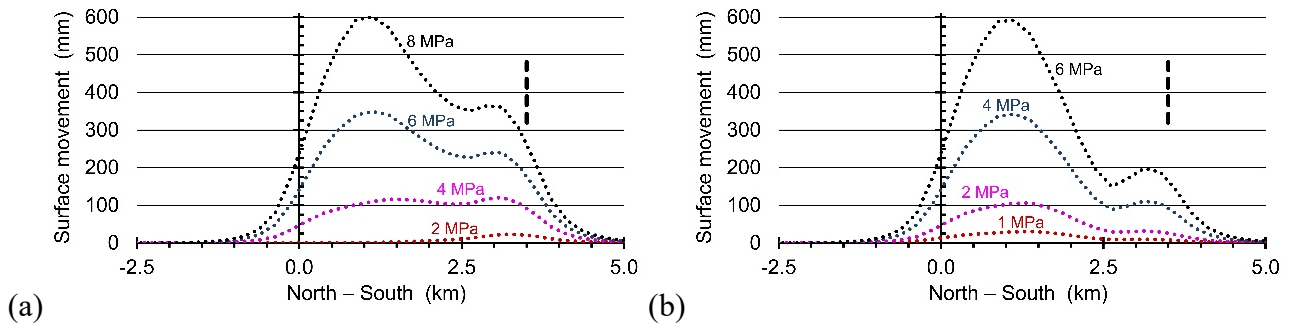 Surface movement (mm)
600
500
400
300
200
100
0
8 MPa
6 MPa
4 MPa
2 MPa
-2.5 0.0 2.5 5.0
North – South (km)
(a)
Surface movement (mm)
600
500
400
300
200
100
0
6 MPa
4 MPa
2 MPa
1 MPa
-2.5 0.0 2.5 5.0
North – South (km)
(b)